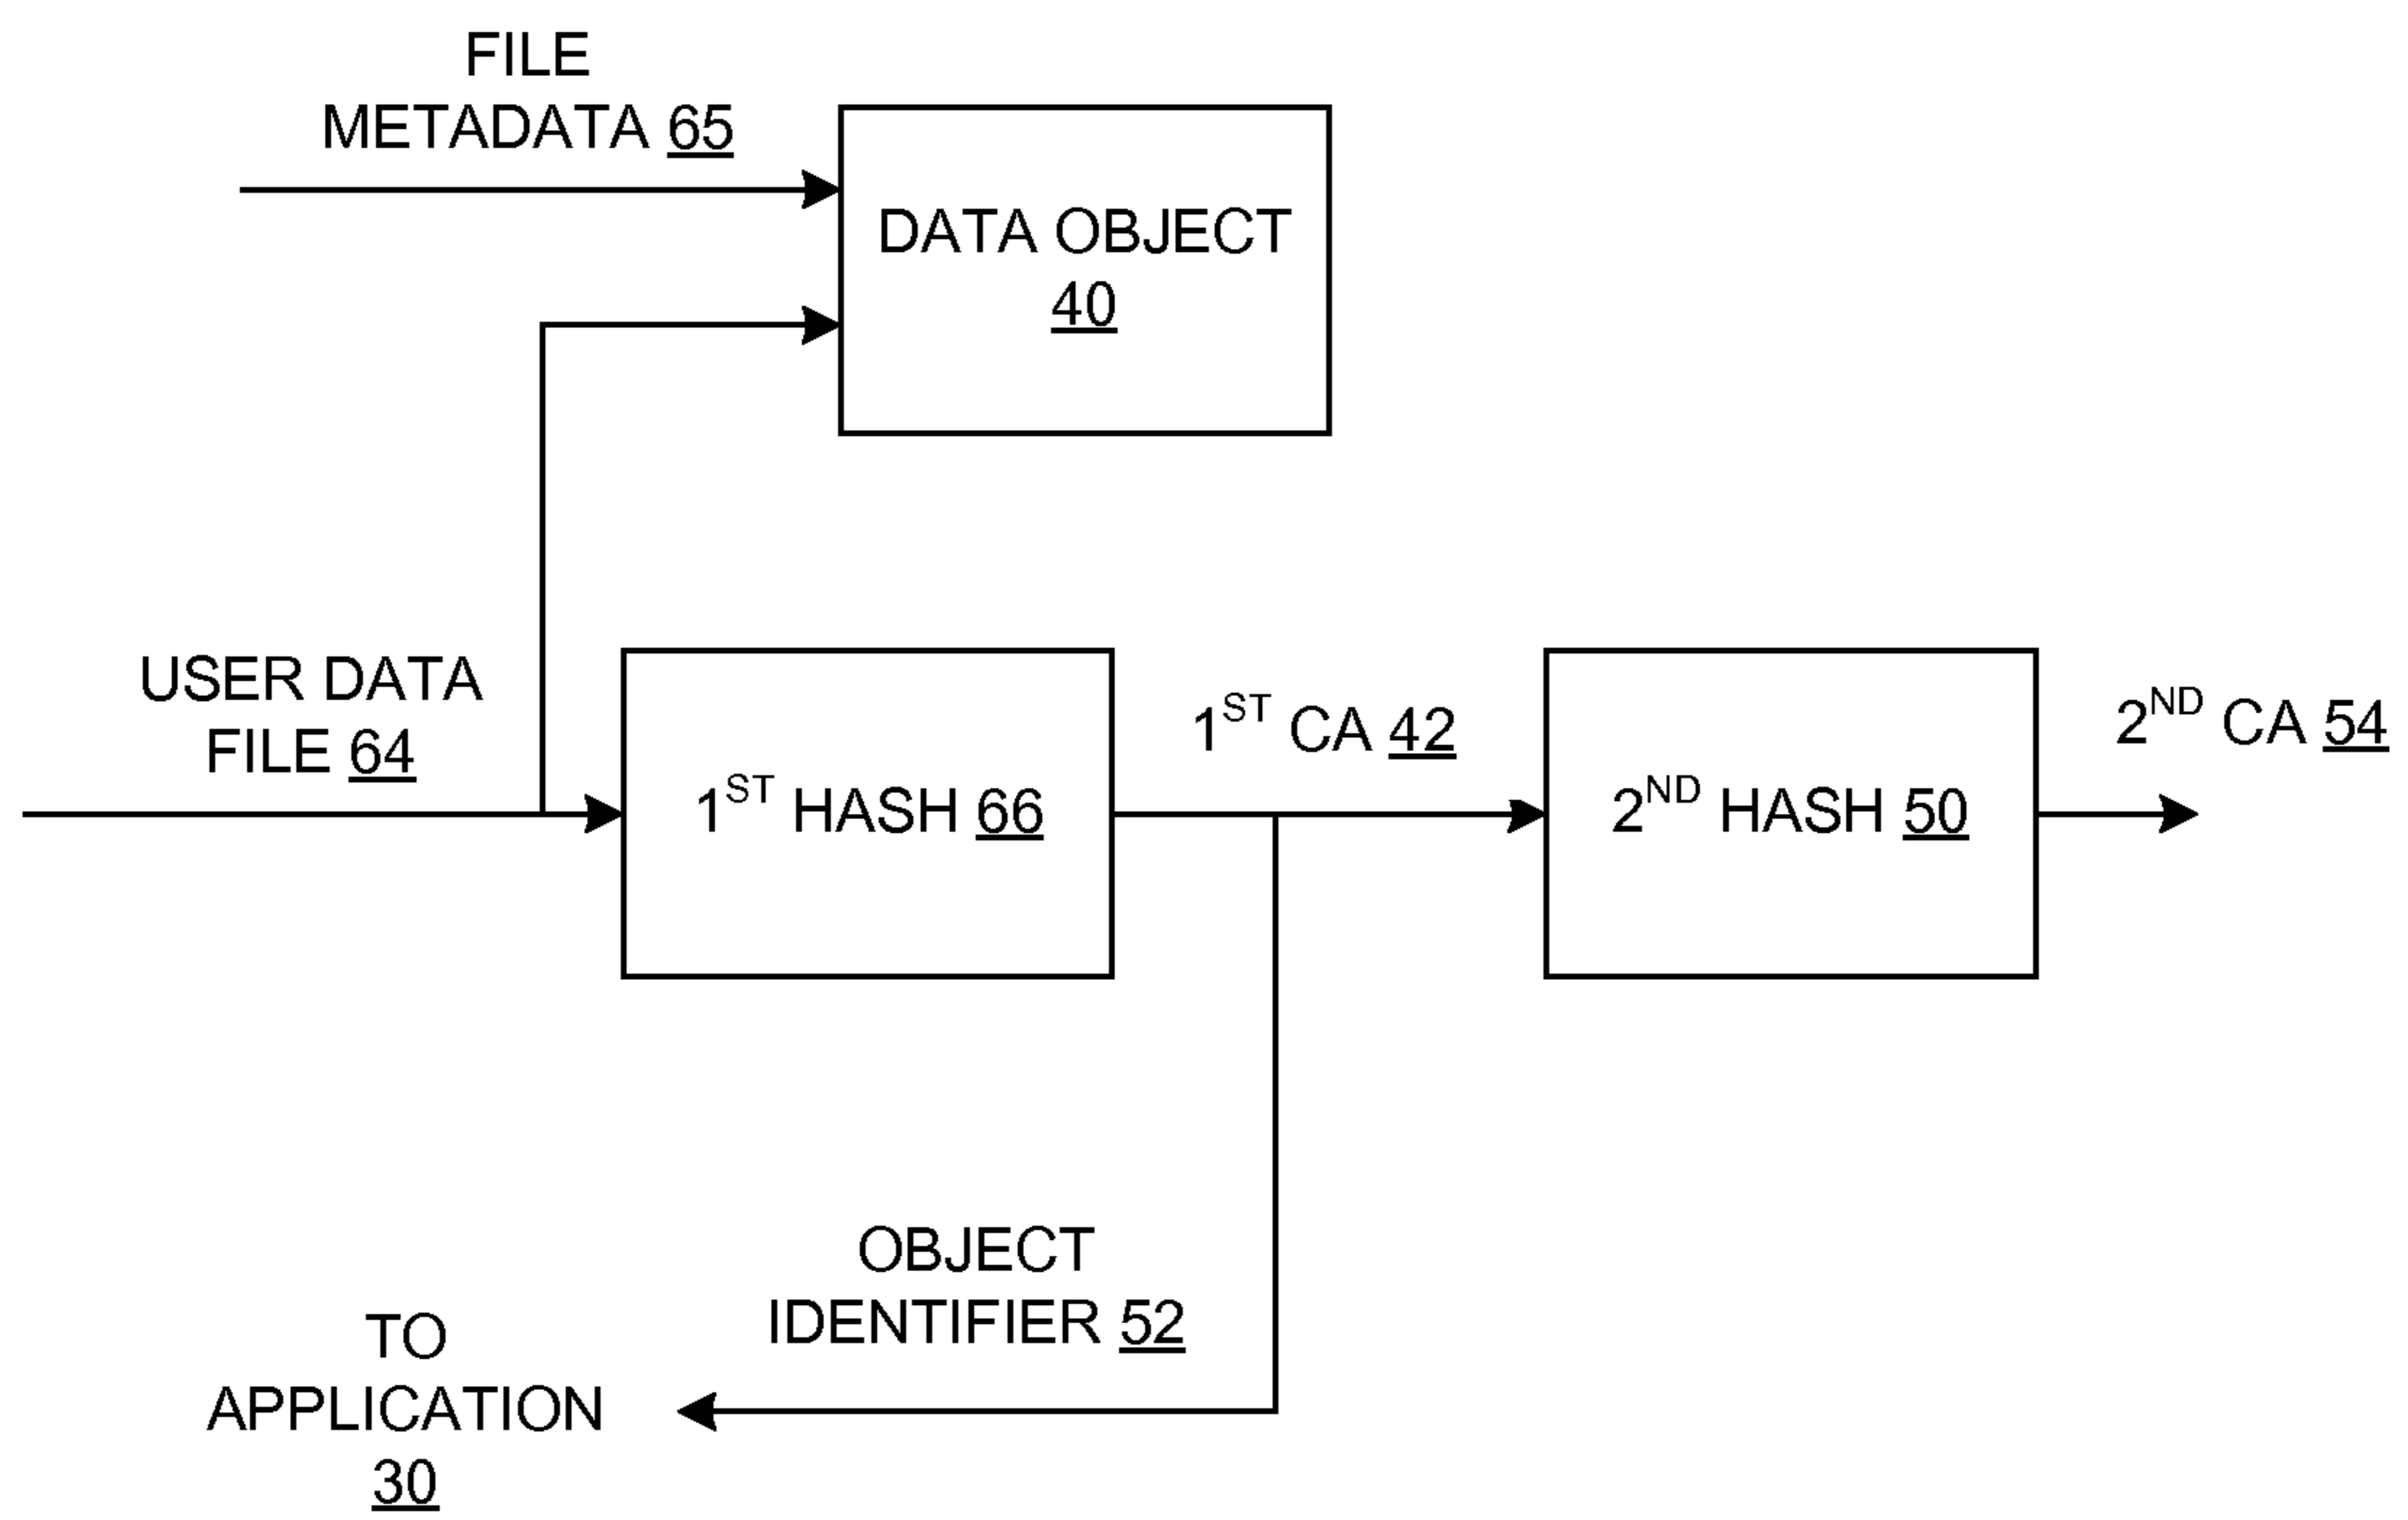 FILE
METADATA 65
DATA OBJECT
40
USER DATA
FILE 64
1ST HASH 66
1ST CA 42
2ND HASH 50
2ND CA 54
OBJECT
IDENTIFIER 52
TO
APPLICATION
30